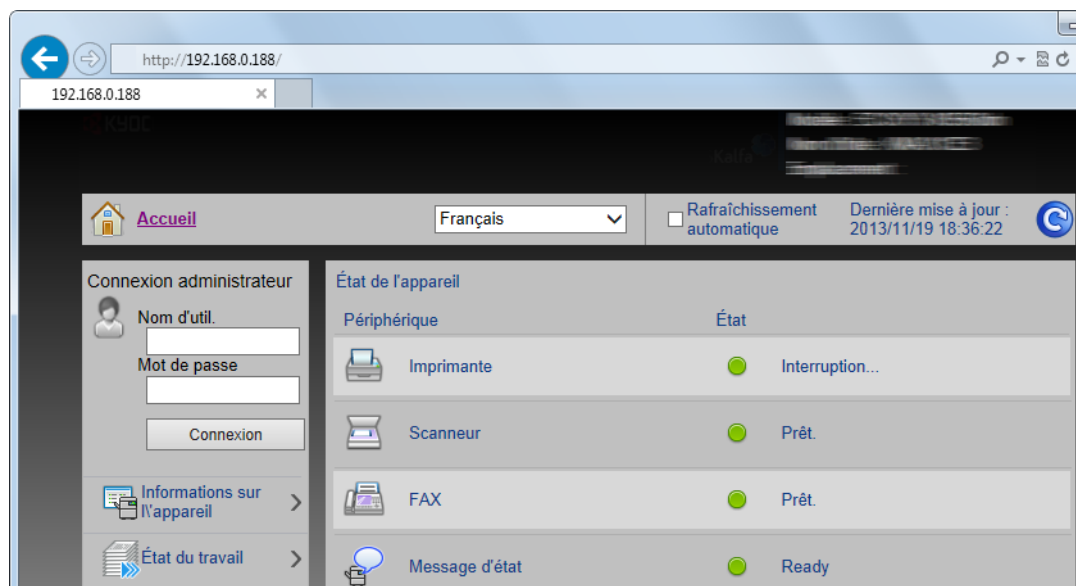 http://192.168.0.188/
192.168.0.188
KYOC
Kalfa
Accueil
Français
Rafraîchissement
automatique
Dernière mise à jour :
2013/11/19 18:36:22
Connexion administrateur
Nom d'util.
Mot de passe
Connexion
Informations sur
l\'appareil
État du travail
État de l'appareil
Périphérique État
Imprimante Interruption...
Scanneur Prêt.
FAX Prêt.
Message d'état Ready